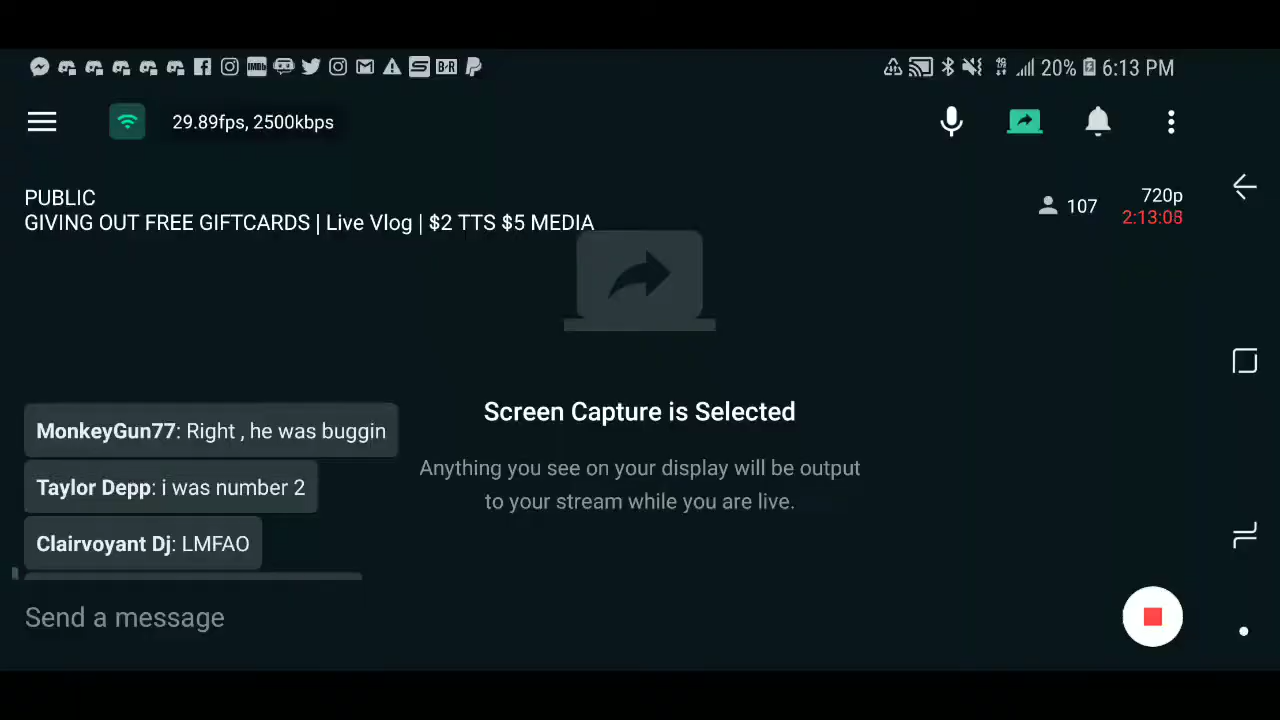 20% 6:13 PM
29.89fps, 2500kbps
PUBLIC
GIVING OUT FREE GIFTCARDS | Live Vlog | $2 TTS $5 MEDIA
107
720p
2:13:08
Screen Capture is Selected
Anything you see on your display will be output
to your stream while you are live.
MonkeyGun77: Right , he was buggin
Taylor Depp: i was number 2
Clairvoyant Dj: LMFAO
Send a message